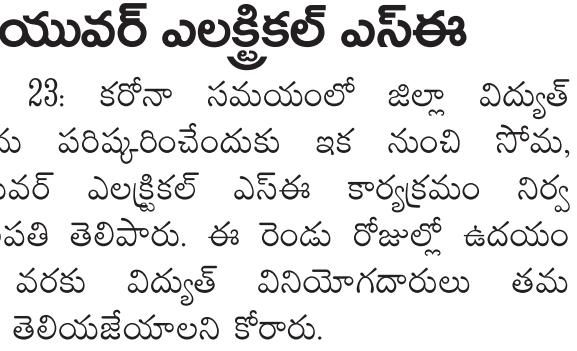 యువర్ ఎలక్ట్రికల్ ఎస్ఈ
23: కరోనా సమయంలో జిల్లా విద్యుత్
ను పరిష్కరించేందుకు ఇక నుంచి సోమ,
వర్ ఎలక్ట్రికల్ ఎస్ఈ కార్యక్రమం నిర్వ
పతి తెలిపారు. ఈ రెండు రోజుల్లో ఉదయం
వరకు విద్యుత్ వినియోగదారులు తమ
తెలియజేయాలని కోరారు.